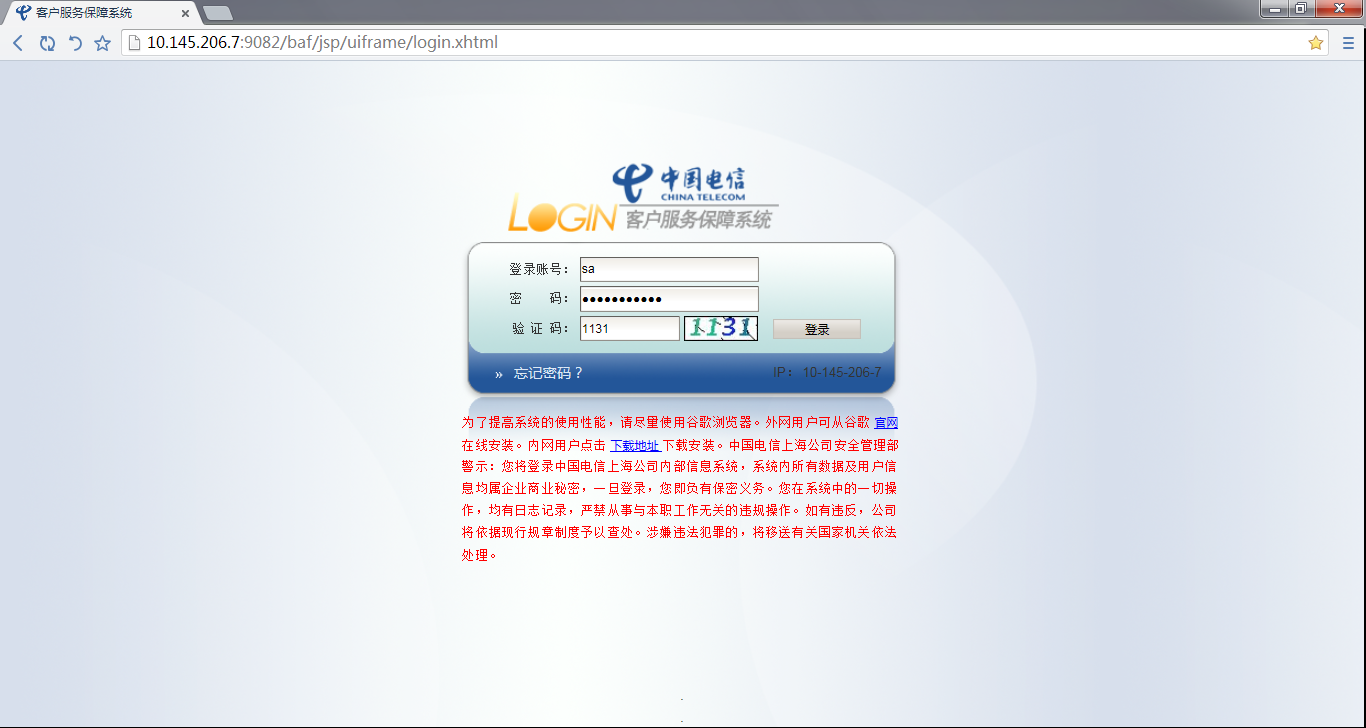 客户服务保障系统
10.145.206.7:9082/baf/jsp/uiframe/login.xhtml
中国电信
CHINA TELECOM
LOGIN 客户服务保障系统
登录账号： sa
密 码： ●●●●●●●●●●●
验 证 码： 1131 1131 登录
» 忘记密码？ IP： 10-145-206-7
为了提高系统的使用性能，请尽量使用谷歌浏览器。外网用户可从谷歌 官网
在线安装。内网用户点击 下载地址 下载安装。中国电信上海公司安全管理部
警示：您将登录中国电信上海公司内部信息系统，系统内所有数据及用户信
息均属企业商业秘密，一旦登录，您即负有保密义务。您在系统中的一切操
作，均有日志记录，严禁从事与本职工作无关的违规操作。如有违反，公司
将依据现行规章制度予以查处。涉嫌违法犯罪的，将移送有关国家机关依法
处理。